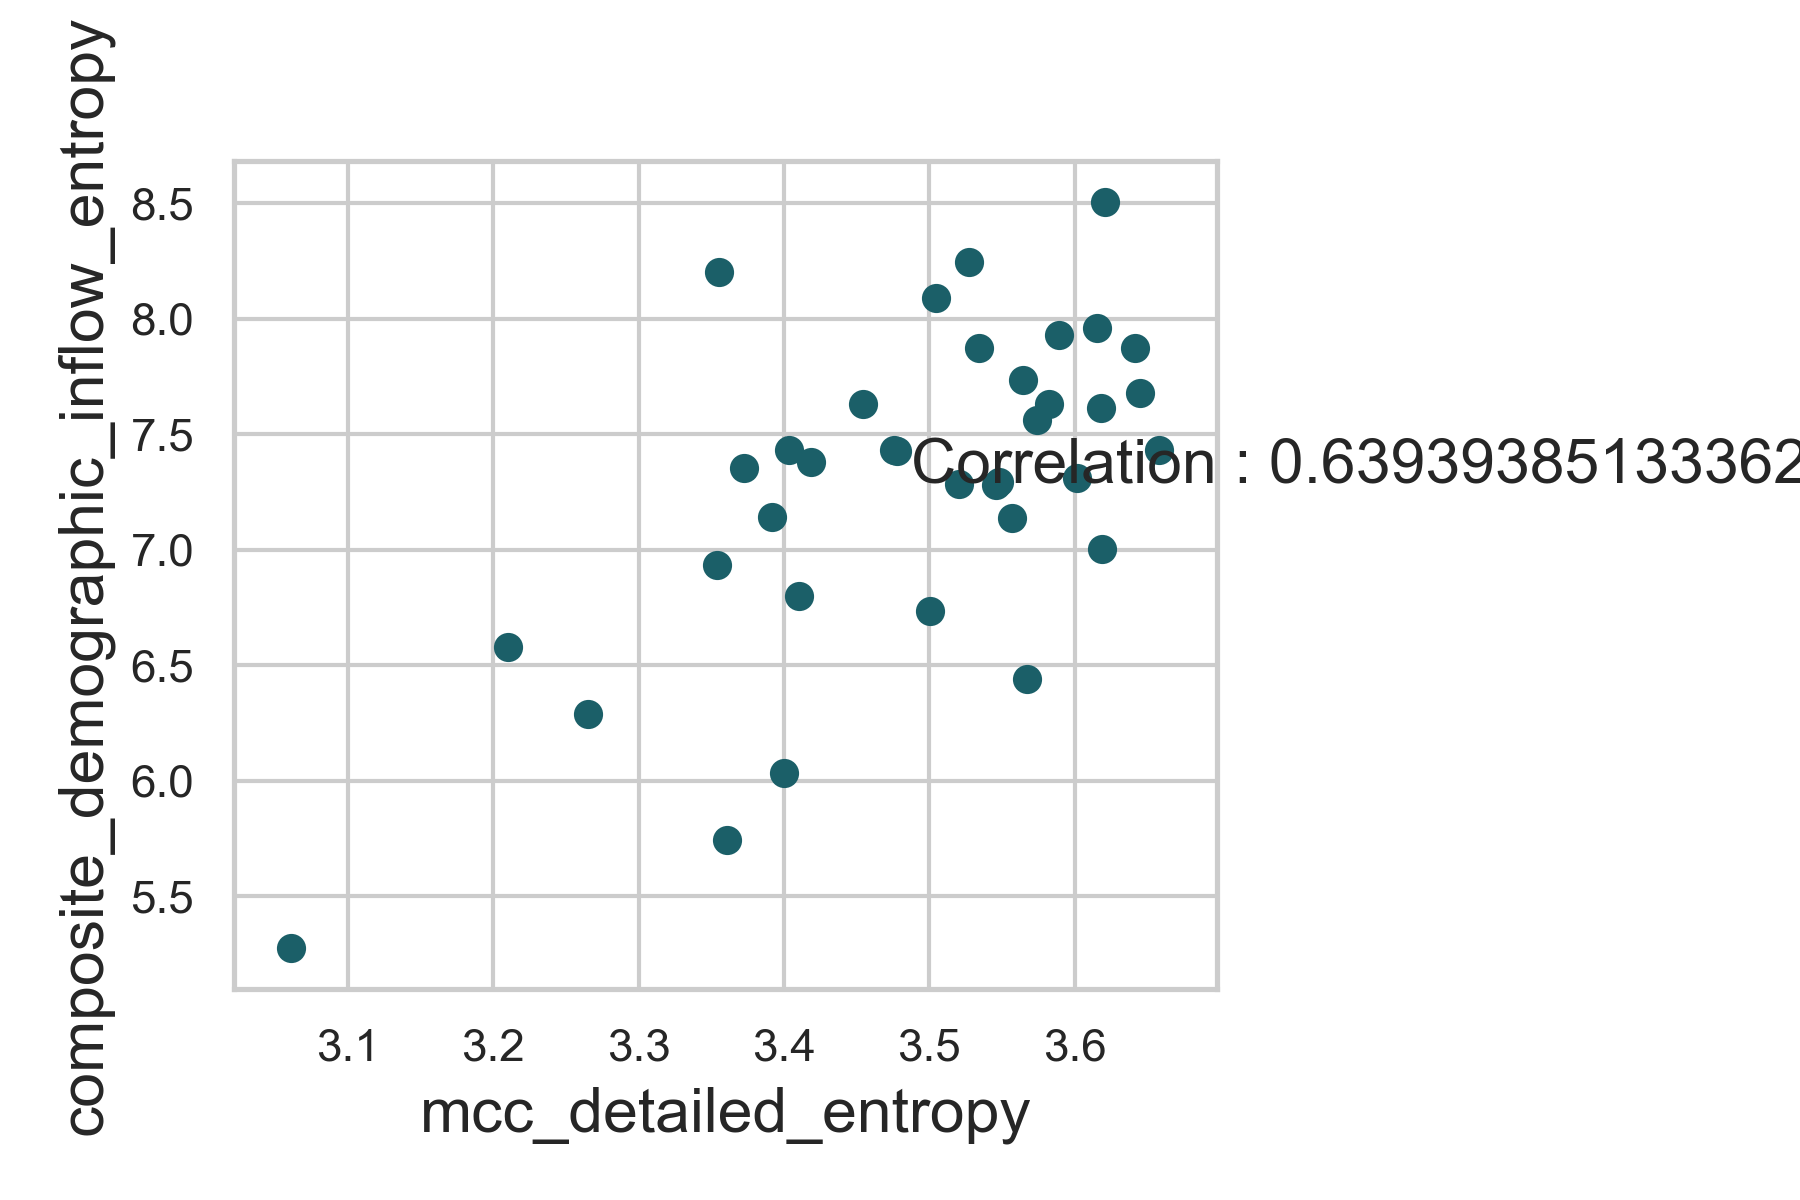 composite_demographic_inflow_entropy
8.5
8.0
7.5
7.0
6.5
6.0
5.5
Correlation : 0.63939385133362
3.1 3.2 3.3 3.4 3.5 3.6
mcc_detailed_entropy